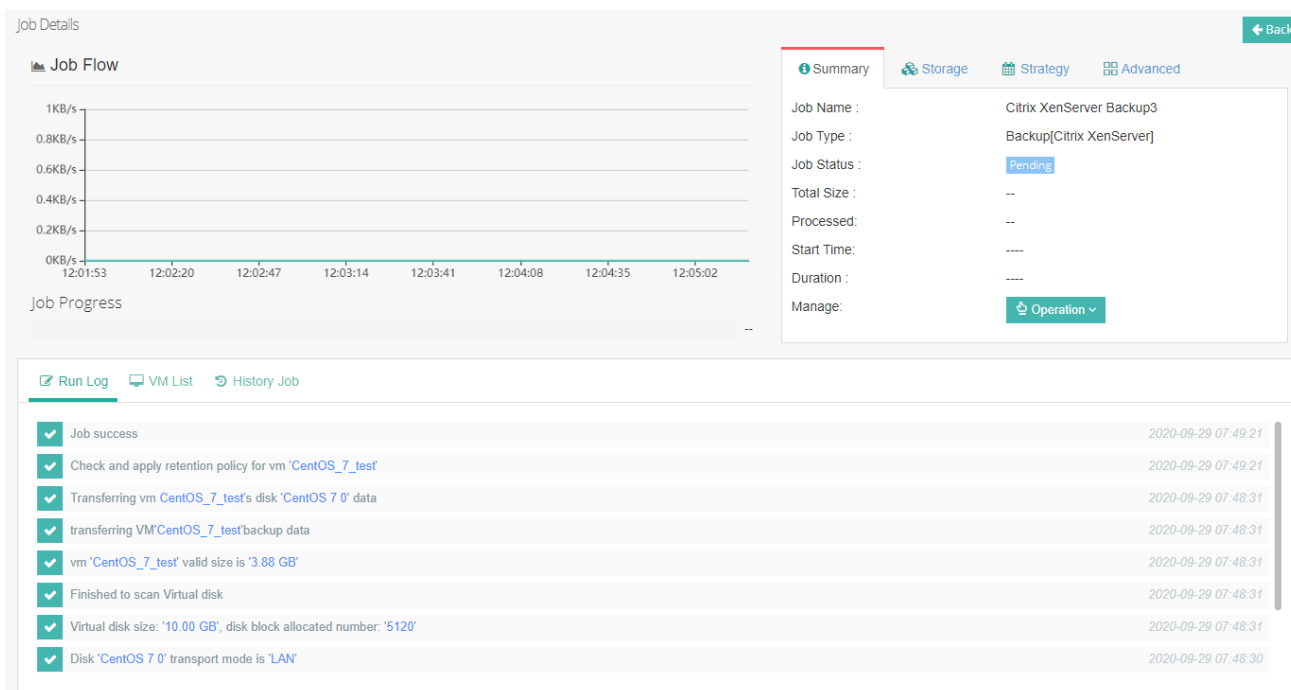 Job Details
Back
Job Flow
1KB/s
0.8KB/s
0.6KB/s
0.4KB/s
0.2KB/s
0KB/s
12:01:53 12:02:20 12:02:47 12:03:14 12:03:41 12:04:08 12:04:35 12:05:02
Job Progress
--
Summary Storage Strategy Advanced
Job Name : Citrix XenServer Backup3
Job Type : Backup[Citrix XenServer]
Job Status : Pending
Total Size : --
Processed: --
Start Time: ----
Duration : ----
Manage: Operation
Run Log VM List History Job
Job success 2020-09-29 07:49:21
Check and apply retention policy for vm 'CentOS_7_test' 2020-09-29 07:49:21
Transferring vm CentOS_7_test's disk 'CentOS 7 0' data 2020-09-29 07:48:31
transferring VM'CentOS_7_test'backup data 2020-09-29 07:48:31
vm 'CentOS_7_test' valid size is '3.88 GB' 2020-09-29 07:48:31
Finished to scan Virtual disk 2020-09-29 07:48:31
Virtual disk size: '10.00 GB', disk block allocated number: '5120' 2020-09-29 07:48:31
Disk 'CentOS 7 0' transport mode is 'LAN' 2020-09-29 07:48:30